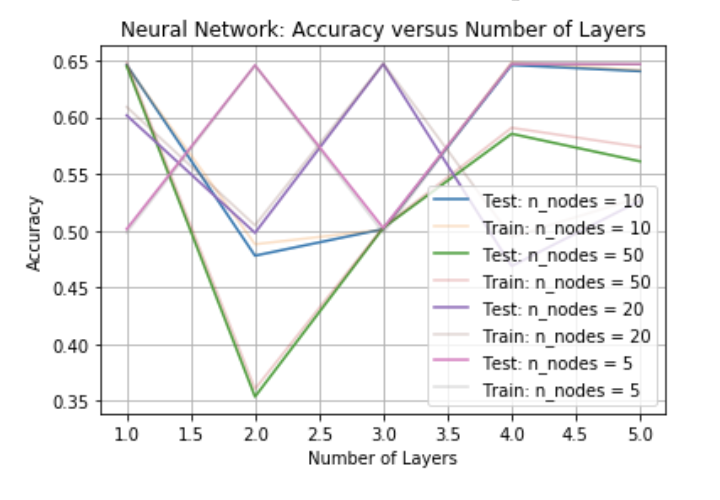 Neural Network: Accuracy versus Number of Layers
0.65
0.60
0.55
0.50
0.45
0.40
0.35
Accuracy
1.0 1.5 2.0 2.5 3.0 3.5 4.0 4.5 5.0
Number of Layers
Test: n_nodes = 10
Train: n_nodes = 10
Test: n_nodes = 50
Train: n_nodes = 50
Test: n_nodes = 20
Train: n_nodes = 20
Test: n_nodes = 5
Train: n_nodes = 5